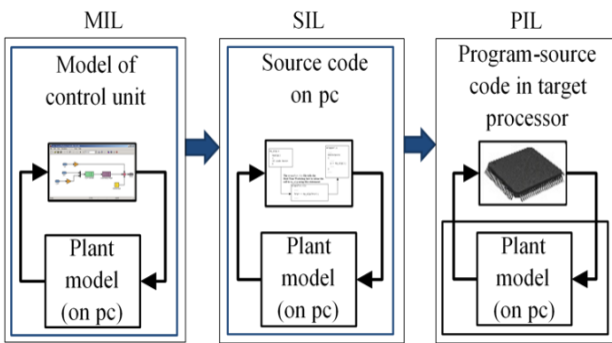 MIL
Model of
control unit
Plant
model
(on pc)
SIL
Source code
on pc
Plant
model
(on pc)
PIL
Program-source
code in target
processor
Plant
model
(on pc)